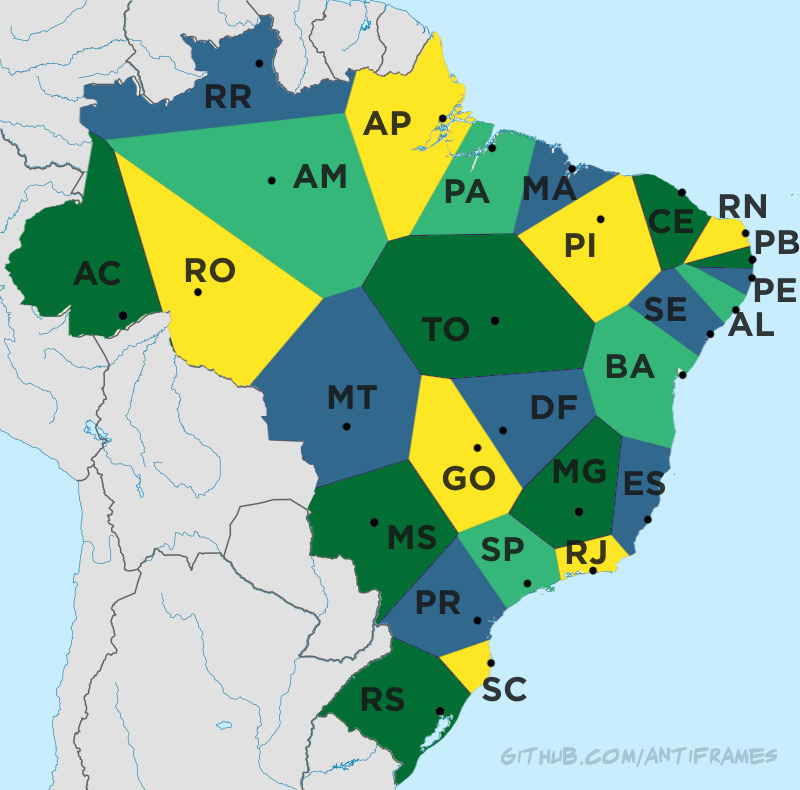 RR
AP
AM
PA
MA
CE
RN
PI
PB
AC
RO
PE
SE
AL
TO
BA
MT
DF
GO
MG
ES
MS
SP
RJ
PR
SC
RS
GITHUB.COM/ANTIFRAMES